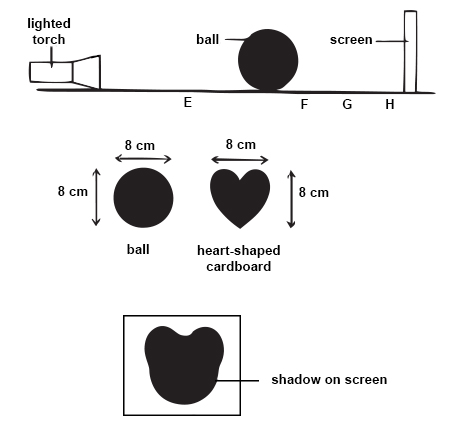 lighted
torch
ball
screen
E
F
G
H
8 cm
8 cm
8 cm
8 cm
ball
heart-shaped
cardboard
shadow on screen